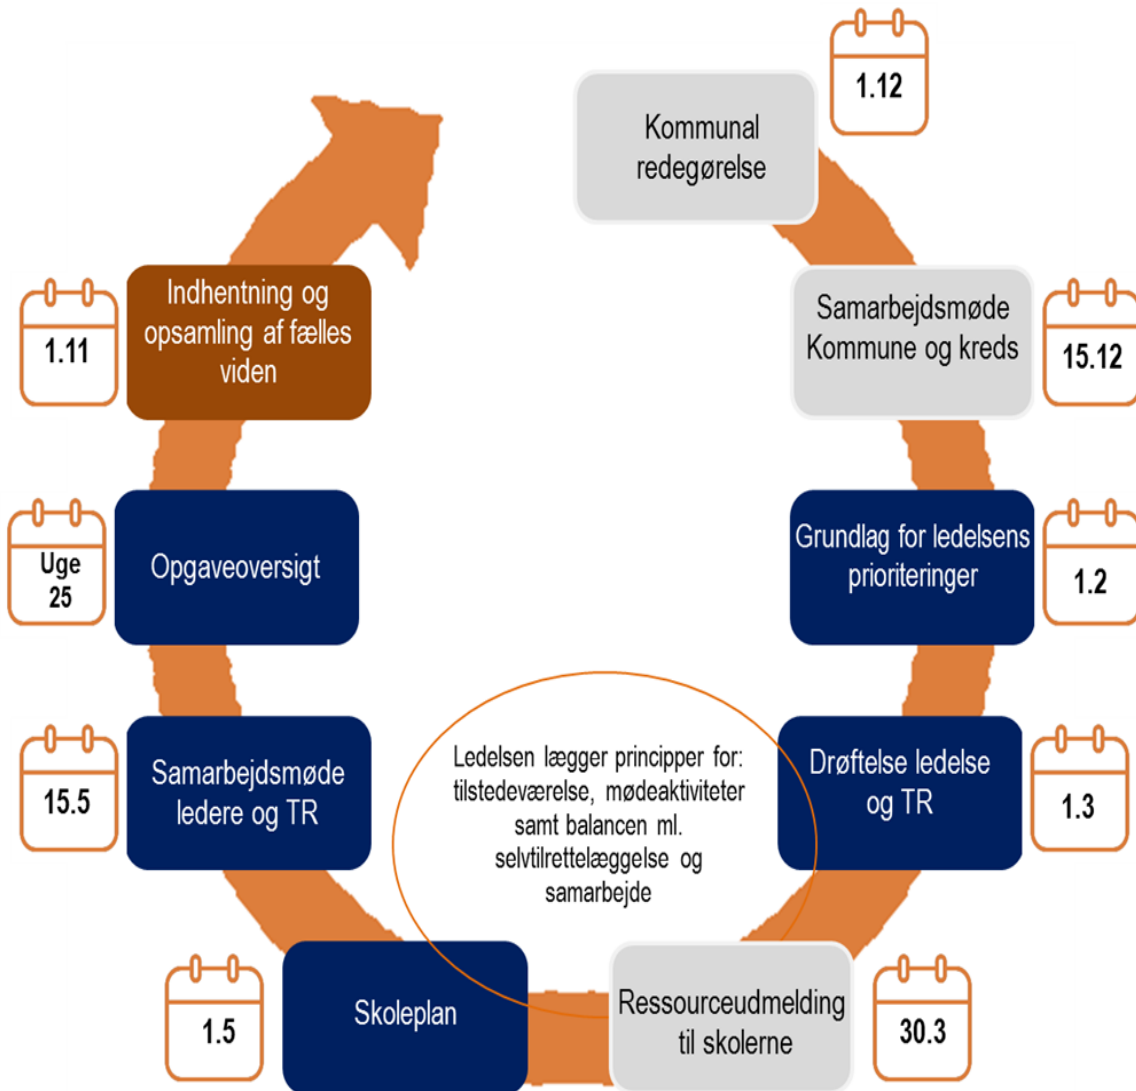 Kommunal
redegørelse
1.12
Samarbejdsmøde
Kommune og kreds
15.12
Grundlag for ledelsens
prioriteringer
1.2
Drøftelse ledelse
og TR
1.3
Ressourceudmelding
til skolerne
30.3
Ledelsen lægger principper for:
tilstedeværelse, mødeaktiviteter
samt balancen ml.
selvtilrettelæggelse og
samarbejde
Skoleplan
1.5
Samarbejdsmøde
ledere og TR
15.5
Opgaveoversigt
Uge
25
Indhentning og
opsamling af fælles
viden
1.11